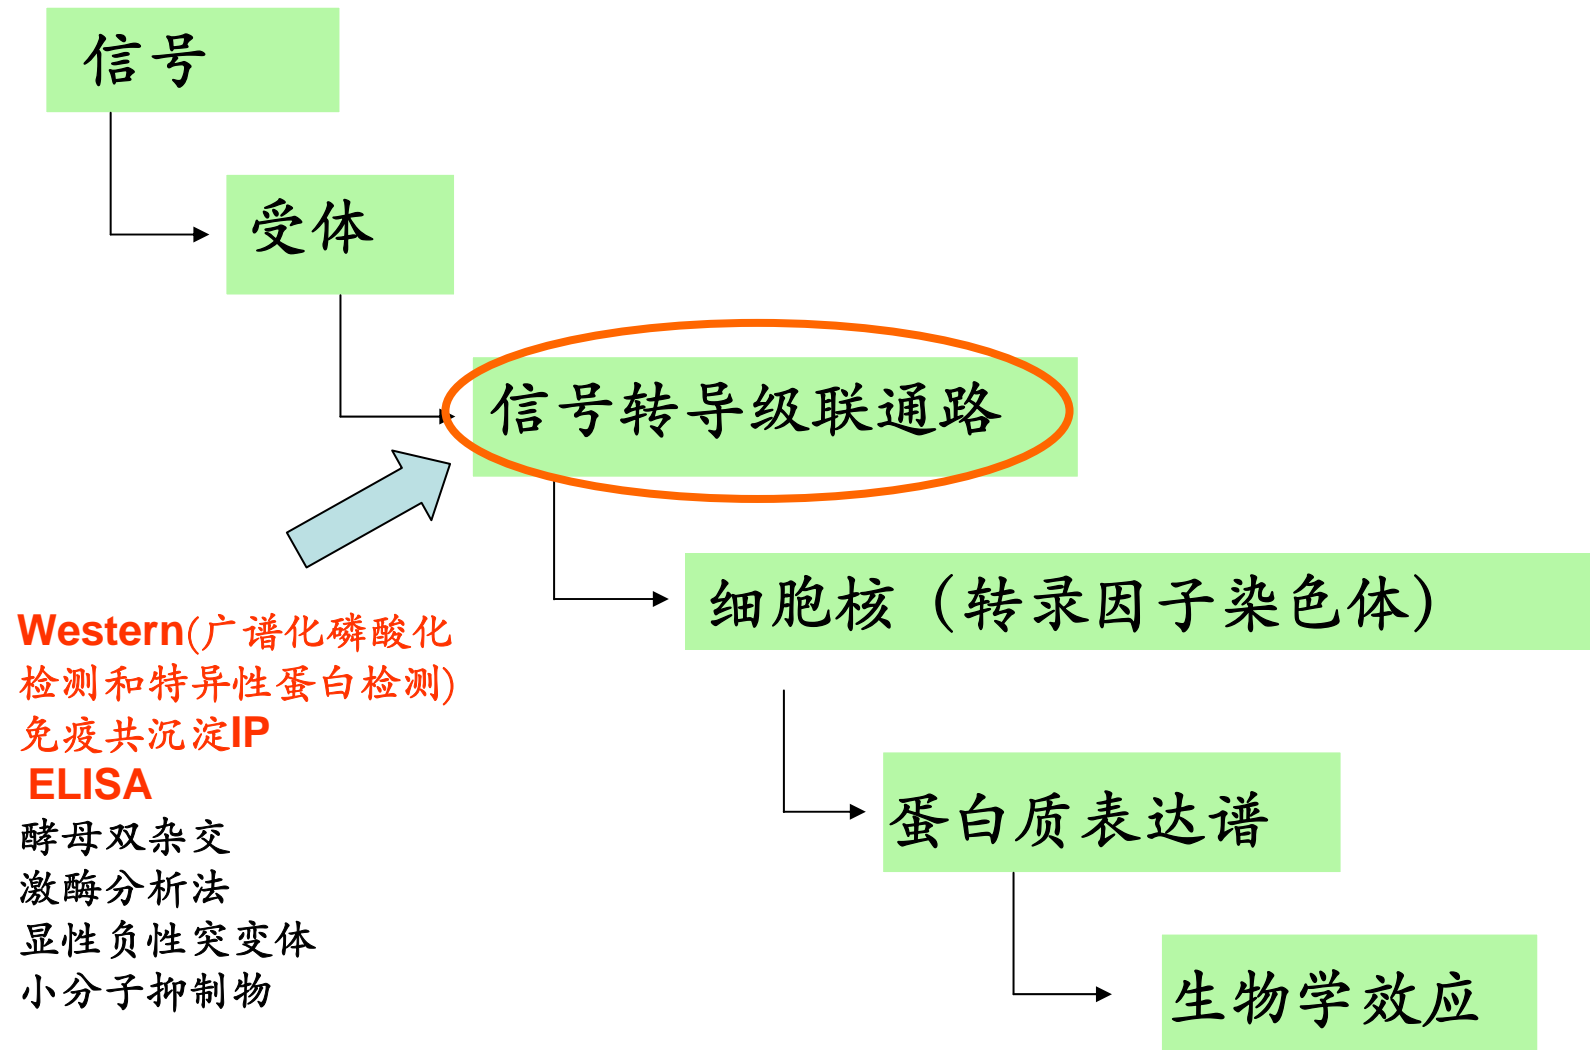 信号
受体
信号转导级联通路
细胞核（转录因子染色体）
Western(广谱化磷酸化
检测和特异性蛋白检测)
免疫共沉淀IP
ELISA
酵母双杂交
激酶分析法
显性负性突变体
小分子抑制物
蛋白质表达谱
生物学效应